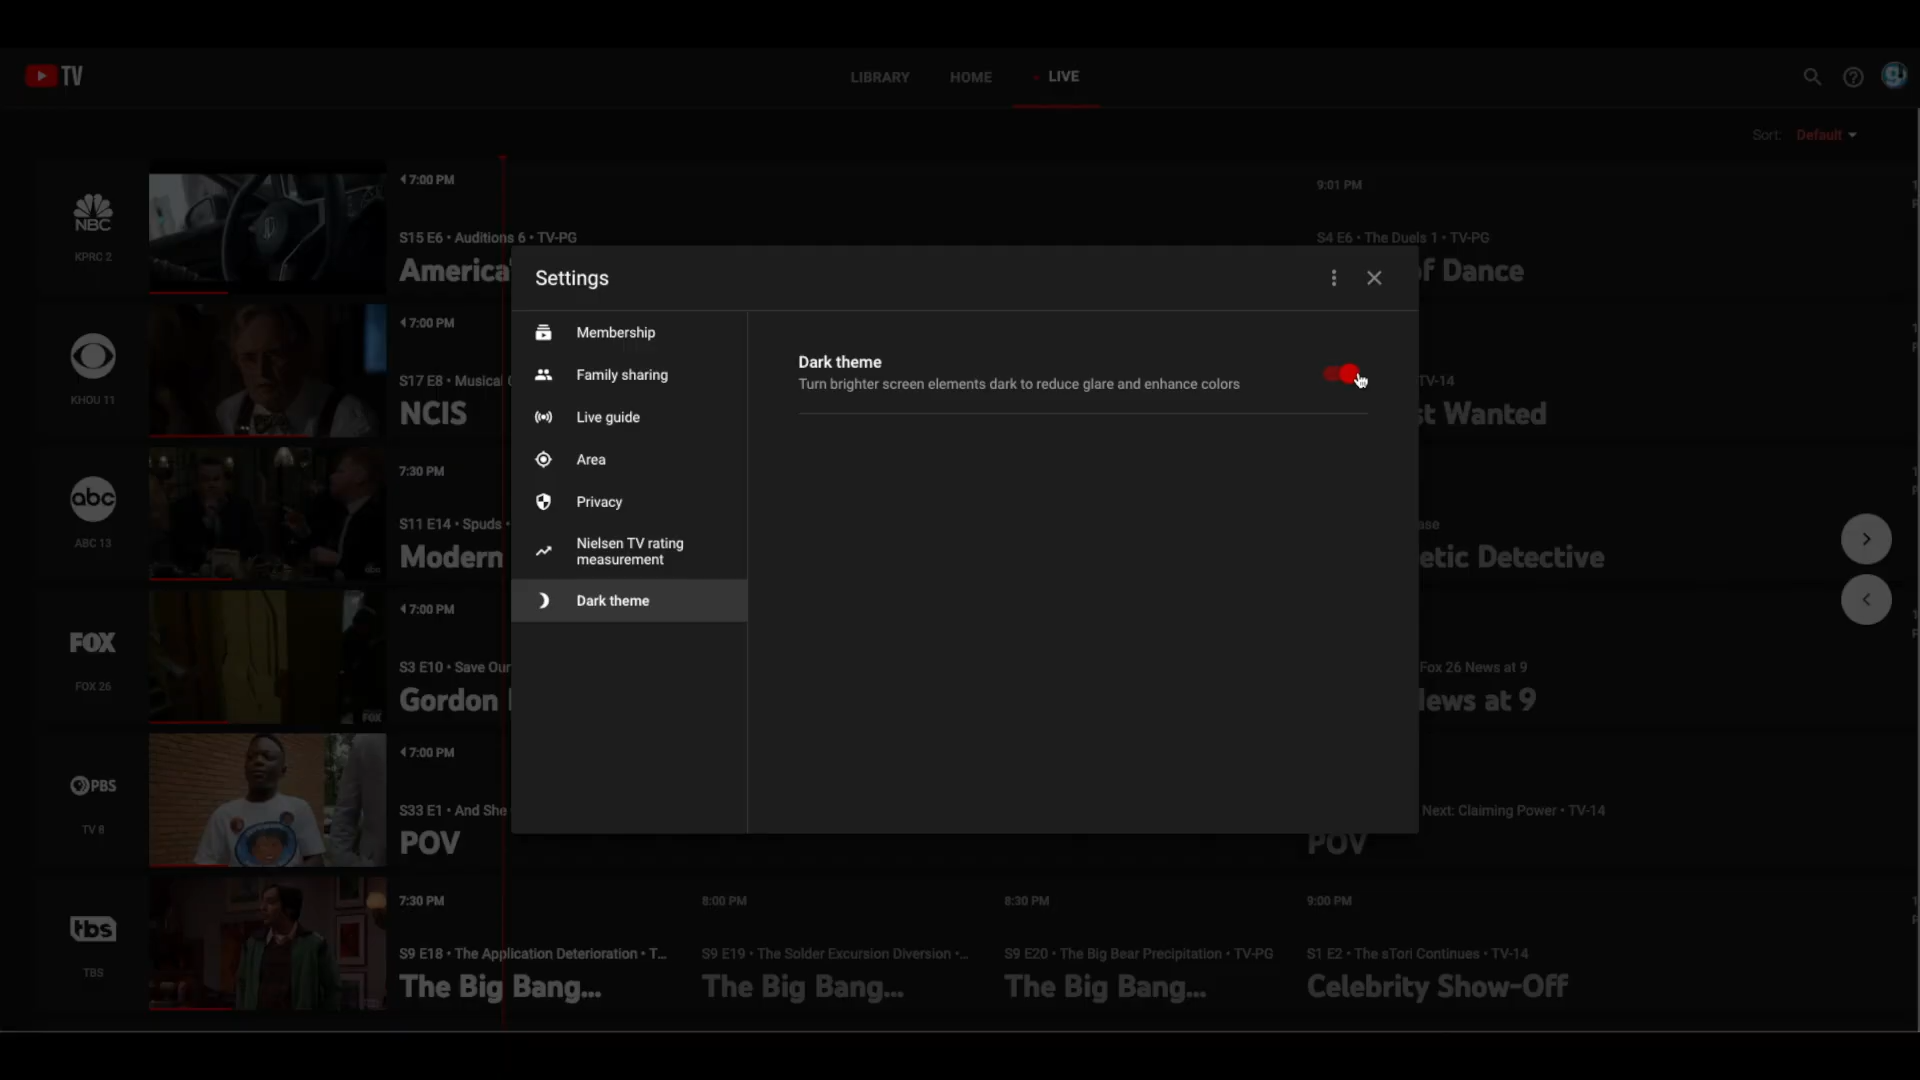 TV
LIBRARY
HOME
LIVE
Sort:
Default
NBC
KPRC 2
7:00 PM
S15 E6 • Auditions 6 • TV-PG
America'
9:01 PM
S4 E6 • The Duels 1 • TV-PG
of Dance
KHOU 11
7:00 PM
S17 E8 • Musical
NCIS
TV-14
st Wanted
abc
ABC 13
7:30 PM
S11 E14 • Spuds •
Modern
ase
etic Detective
FOX
FOX 26
FOX
7:00 PM
S3 E10 • Save Our
Gordon
Fox 26 News at 9
News at 9
PBS
TV 8
7:00 PM
S33 E1 • And She
POV
Next: Claiming Power • TV-14
POV
tbs
TBS
7:30 PM
S9 E18 • The Application Deterioration • T...
The Big Bang...
8:00 PM
S9 E19 • The Solder Excursion Diversion •...
The Big Bang...
8:30 PM
S9 E20 • The Big Bear Precipitation • TV-PG
The Big Bang...
9:00 PM
S1 E2 • The sTori Continues • TV-14
Celebrity Show-Off
Settings
Membership
Family sharing
Live guide
Area
Privacy
Nielsen TV rating
measurement
Dark theme
Dark theme
Turn brighter screen elements dark to reduce glare and enhance colors